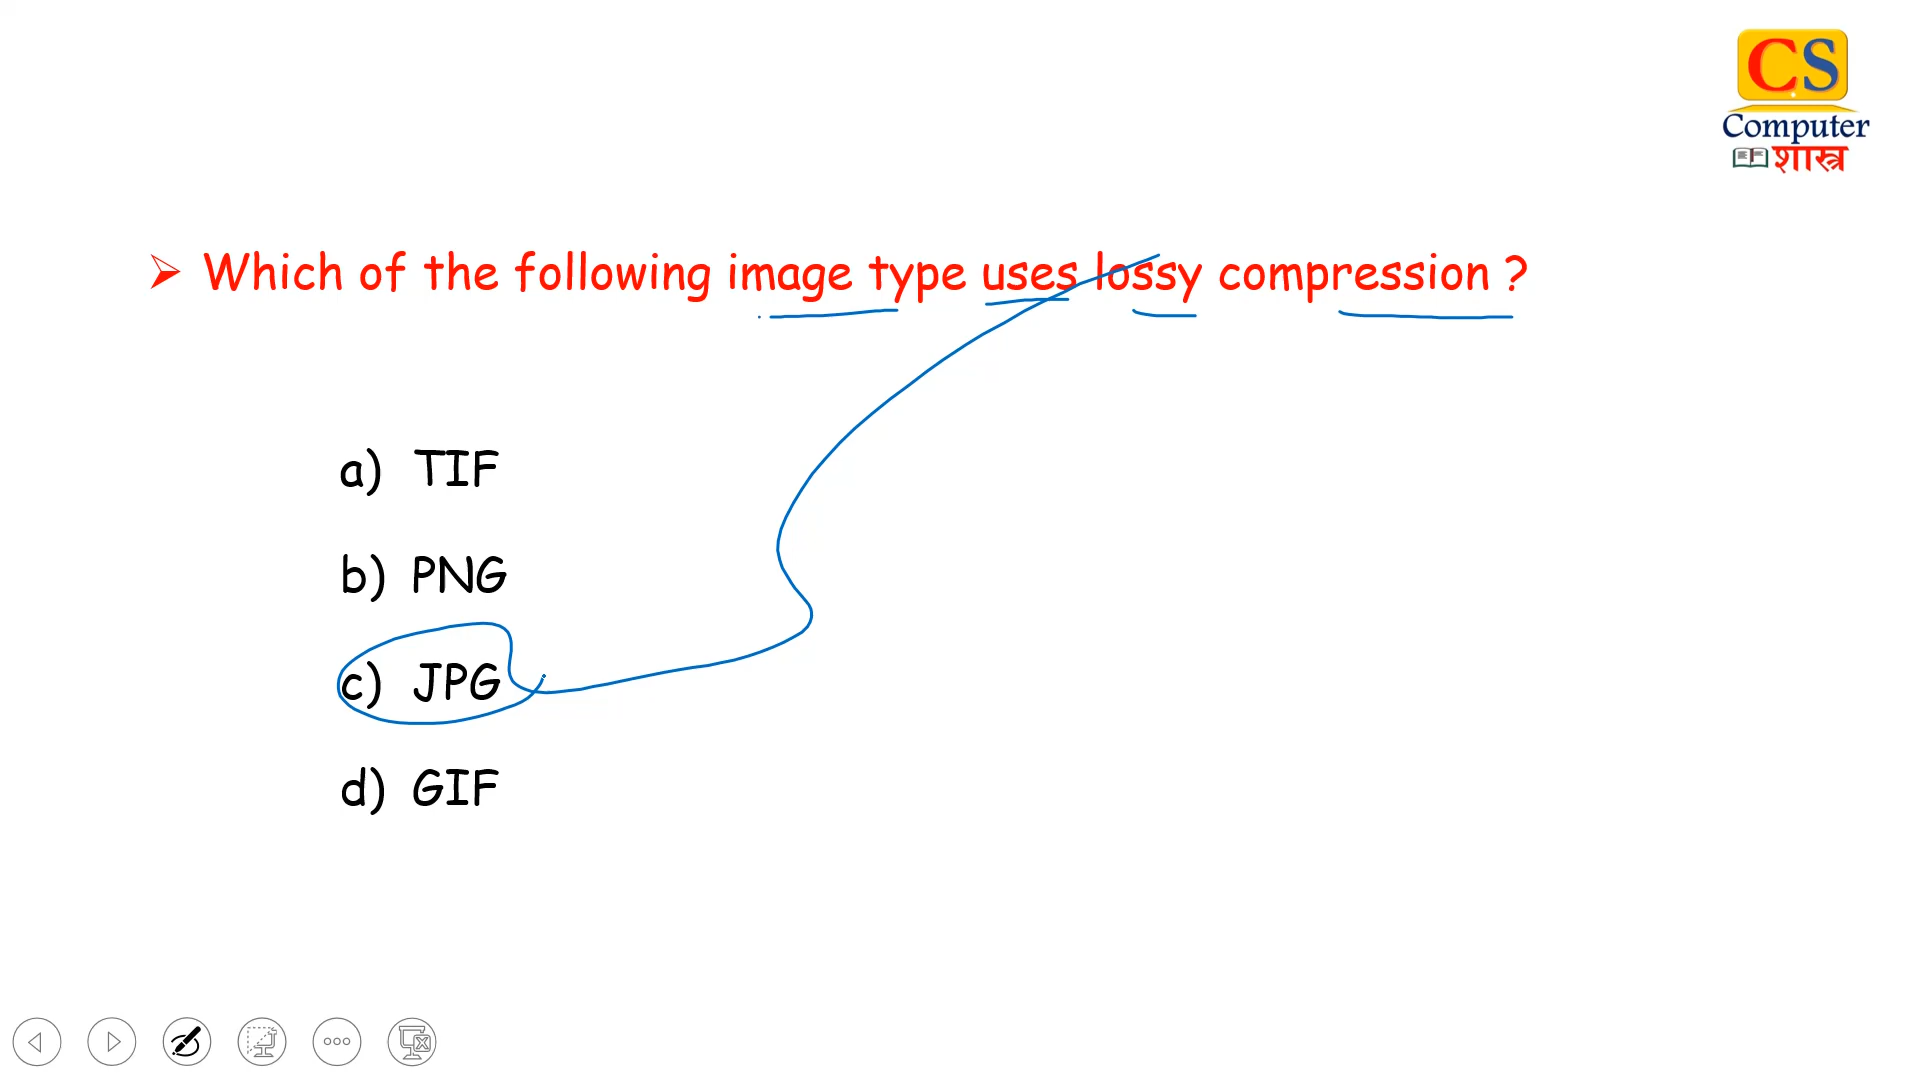 CS
Computer
शास्त्र
Which of the following image type uses lossy compression ?
a) TIF
b) PNG
c) JPG
d) GIF